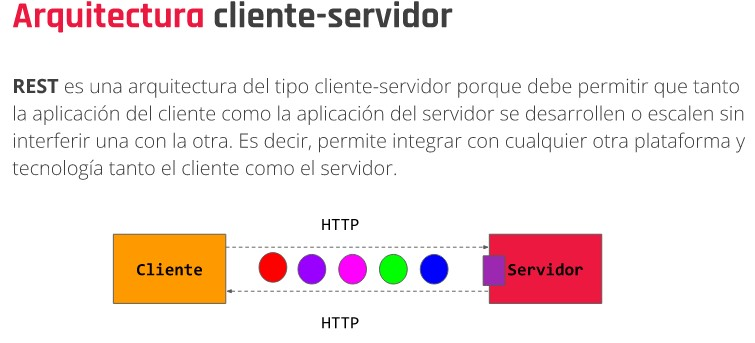 Arquitectura cliente-servidor
REST es una arquitectura del tipo cliente-servidor porque debe permitir que tanto
la aplicación del cliente como la aplicación del servidor se desarrollen o escalen sin
interferir una con la otra. Es decir, permite integrar con cualquier otra plataforma y
tecnología tanto el cliente como el servidor.
HTTP
Cliente
Servidor
HTTP